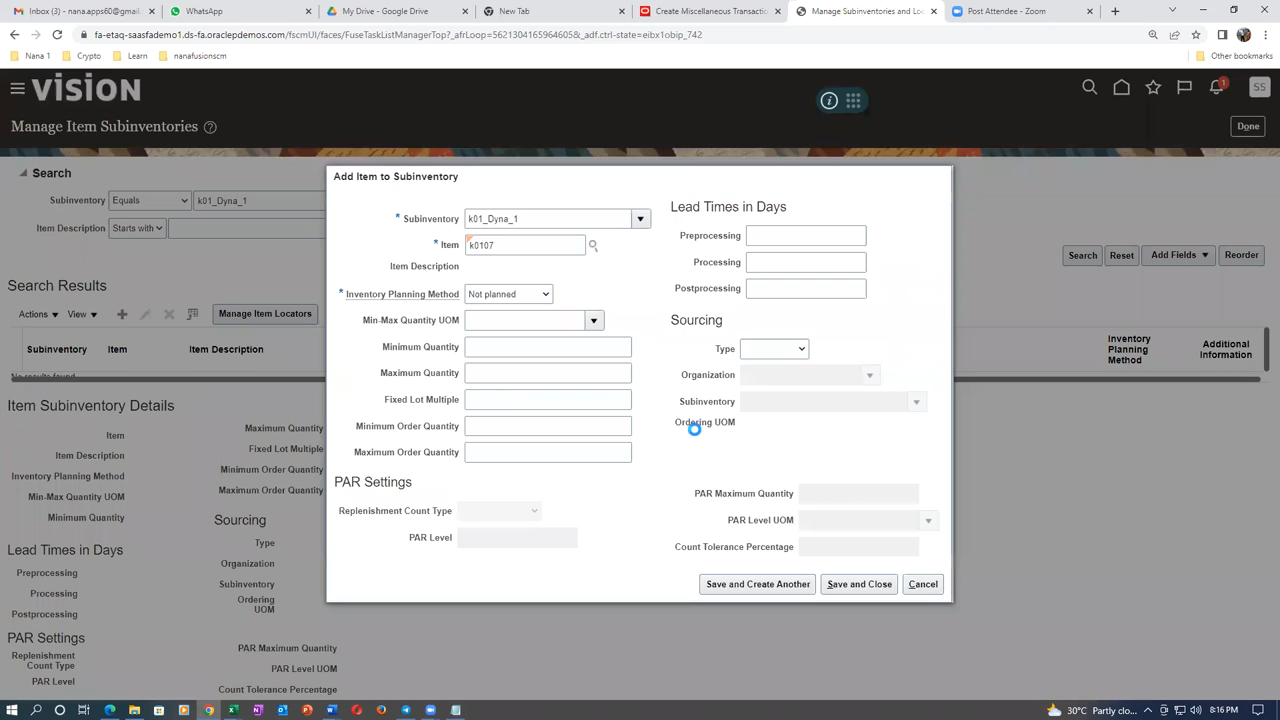 nana.apps60@gmail.
WhatsApp
My Drive - Google Drive
New Tab
Create Miscellaneous Transactio
Manage Subinventories and Lo
Post Attendee - Zoom
fa-etaq-saasfademo1.ds-fa.oraclepdemos.com/fscmUI/faces/FuseTaskListManagerTop?_afrLoop=5621304165964605&_adf.ctrl-state=eibx1obip_742
Nana 1
Crypto
Learn
nanafusionscm
Other bookmarks
VISION
1
SS
Manage Item Subinventories
Done
Search
Subinventory Equals k01_Dyna_1
Item Description Starts with
Search Reset Add Fields Reorder
Search Results
Actions View Manage Item Locators
Subinventory Item Item Description Inventory Planning Method Additional Information
Item Subinventory Details
Item
Item Description
Inventory Planning Method
Min-Max Quantity UOM
Minimum Quantity
Maximum Quantity
Fixed Lot Multiple
Minimum Order Quantity
Maximum Order Quantity
Lead Times in Days
Preprocessing
Processing
Postprocessing
Sourcing
Type
Organization
Subinventory
Ordering UOM
PAR Settings
Replenishment Count Type
PAR Level
PAR Maximum Quantity
PAR Level UOM
Count Tolerance Percentage
Add Item to Subinventory
* Subinventory k01_Dyna_1
* Item k0107
Item Description
* Inventory Planning Method Not planned
Min-Max Quantity UOM
Minimum Quantity
Maximum Quantity
Fixed Lot Multiple
Minimum Order Quantity
Maximum Order Quantity
Lead Times in Days
Preprocessing
Processing
Postprocessing
Sourcing
Type
Organization
Subinventory
Ordering UOM
PAR Settings
Replenishment Count Type
PAR Level
PAR Maximum Quantity
PAR Level UOM
Count Tolerance Percentage
Save and Create Another Save and Close Cancel
30°C Partly cloudy
8:16 PM